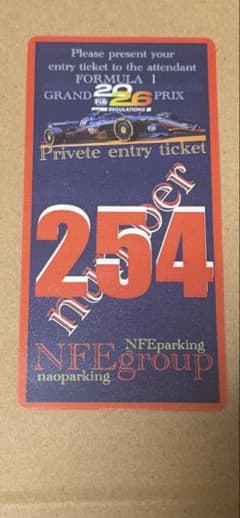 Please present your
entry ticket to the attendant
FORMULA 1
GRAND 2026 PRIX
FIA
REGULATIONS
Privete entry ticket
254
number
NFEparking
NFEgroup
naoparking